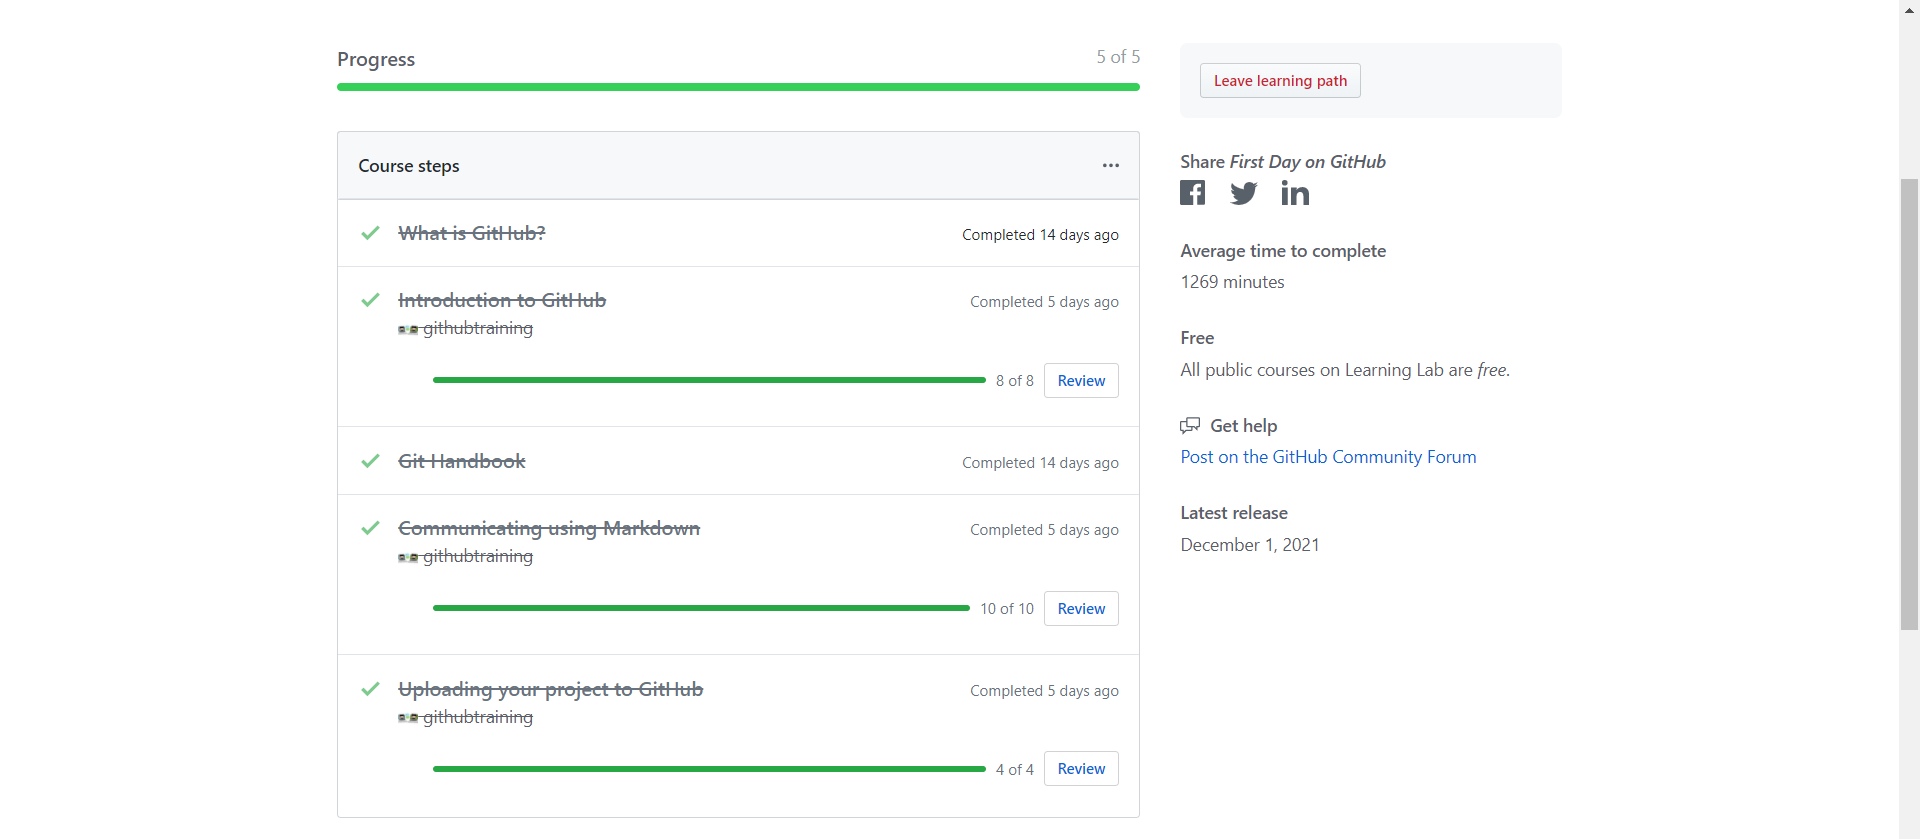 Progress
5 of 5
Course steps
What is GitHub?
Completed 14 days ago
Introduction to GitHub
Completed 5 days ago
githubtraining
8 of 8
Review
Git Handbook
Completed 14 days ago
Communicating using Markdown
Completed 5 days ago
githubtraining
10 of 10
Review
Uploading your project to GitHub
Completed 5 days ago
githubtraining
4 of 4
Review
Leave learning path
Share First Day on GitHub
Average time to complete
1269 minutes
Free
All public courses on Learning Lab are free.
Get help
Post on the GitHub Community Forum
Latest release
December 1, 2021